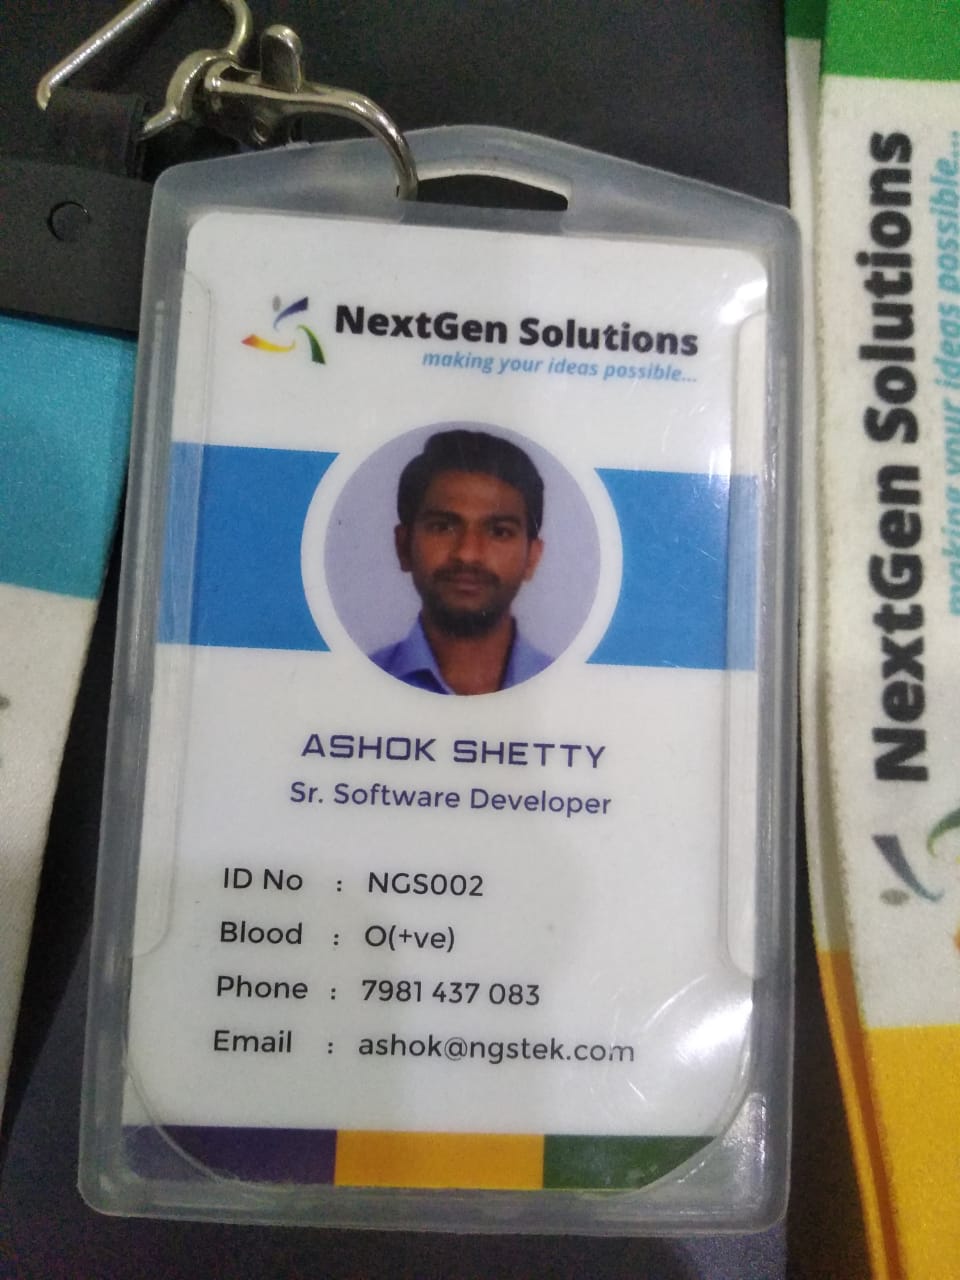 NextGen Solutions
making your ideas possible...
ASHOK SHETTY
Sr. Software Developer
ID No : NGS002
Blood : O(+ve)
Phone : 7981 437 083
Email : ashok@ngstek.com
NextGen Solutions
making your ideas possible...